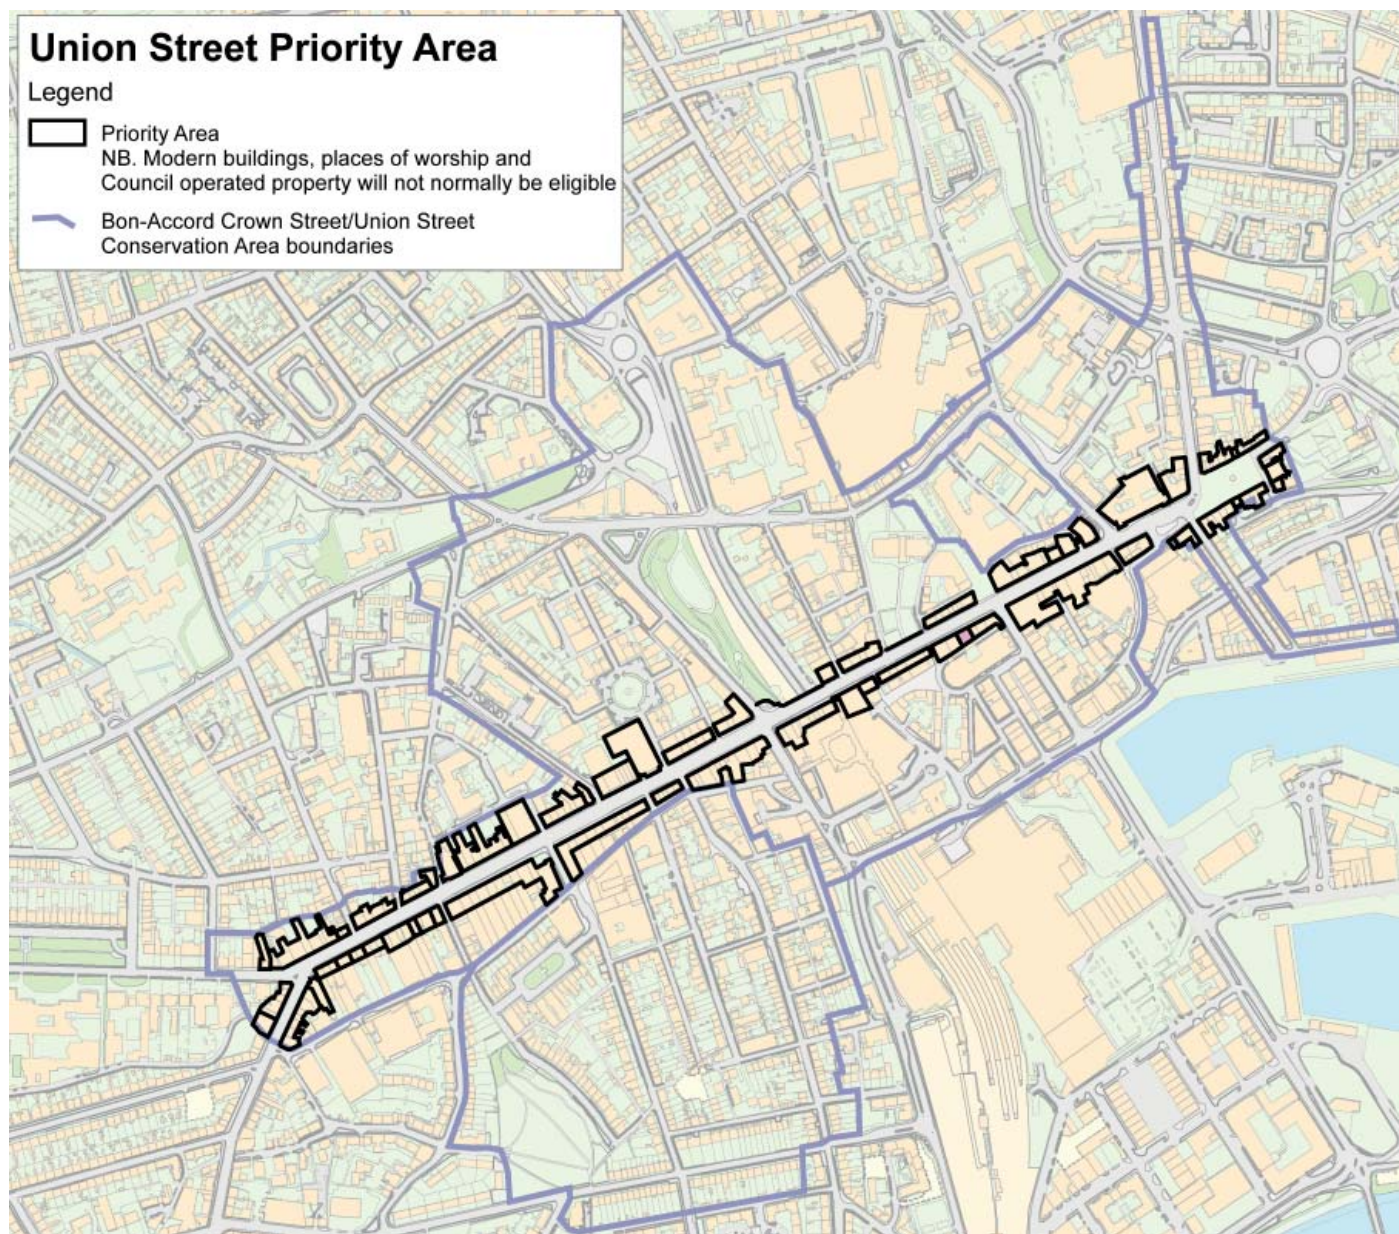 Union Street Priority Area
Legend
Priority Area
NB. Modern buildings, places of worship and
Council operated property will not normally be eligible
Bon-Accord Crown Street/Union Street
Conservation Area boundaries